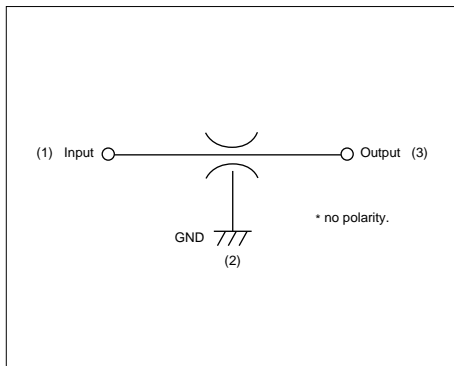 (1) Input Output (3)
* no polarity.
GND
(2)